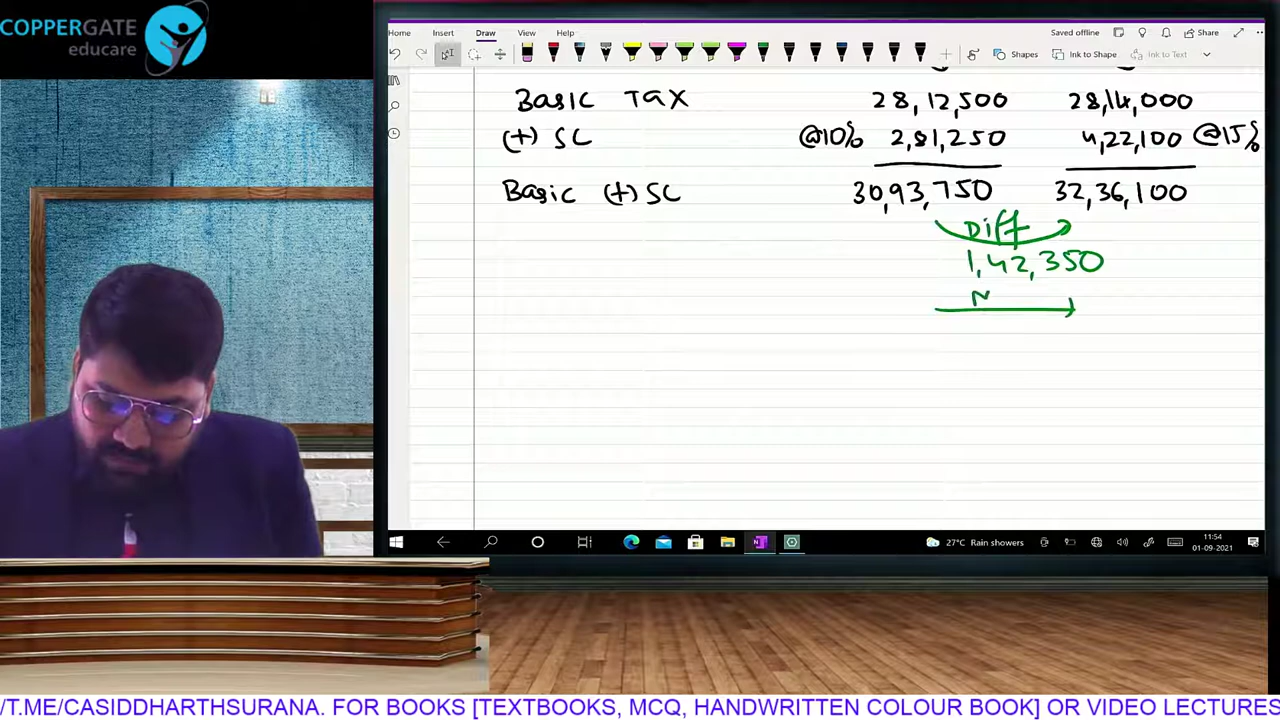 COPPERGATE
educare
Home Insert Draw View Help Saved offline Share
Shapes Ink to Shape Ink to Text
Basic Tax 28,12,500 28,14,000
(+) SC @10% 2,81,250 4,22,100 @15%
Basic (+) SC 30,93,750 32,36,100
Diff
1,42,350
N
27°C Rain showers 11:54
01-09-2021
/T.ME/CASIDDHARTHSURANA. FOR BOOKS [TEXTBOOKS, MCQ, HANDWRITTEN COLOUR BOOK] OR VIDEO LECTURES